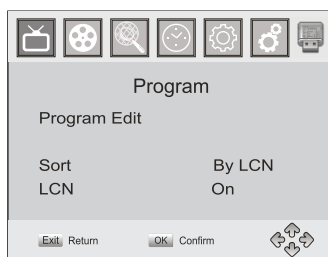 Program
Program Edit
Sort By LCN
LCN On
Exit Return OK Confirm